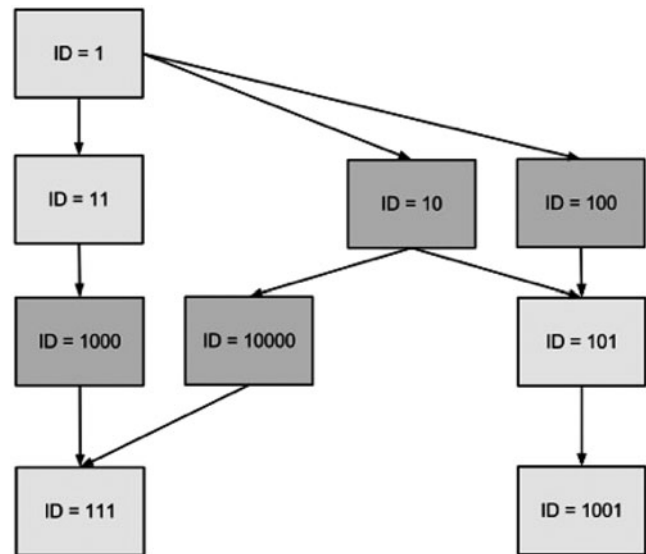 ID = 1
ID = 11
ID = 10
ID = 100
ID = 1000
ID = 10000
ID = 101
ID = 111
ID = 1001